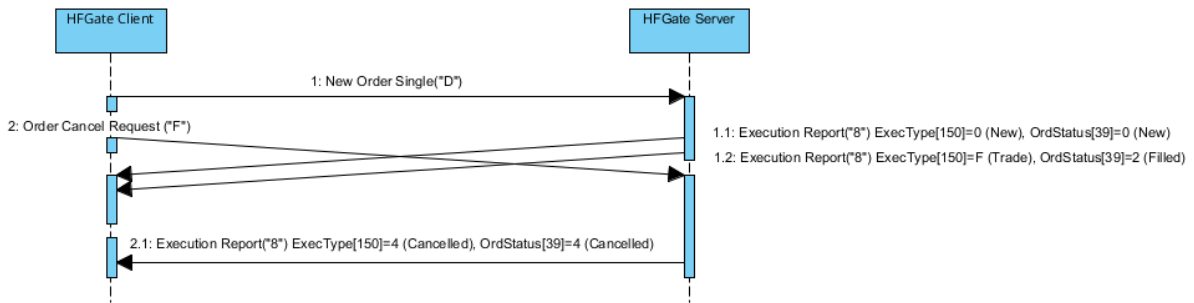 HFGate Client
HFGate Server
1: New Order Single("D")
2: Order Cancel Request ("F")
1.1: Execution Report("8") ExecType[150]=0 (New), OrdStatus[39]=0 (New)
1.2: Execution Report("8") ExecType[150]=F (Trade), OrdStatus[39]=2 (Filled)
2.1: Execution Report("8") ExecType[150]=4 (Cancelled), OrdStatus[39]=4 (Cancelled)